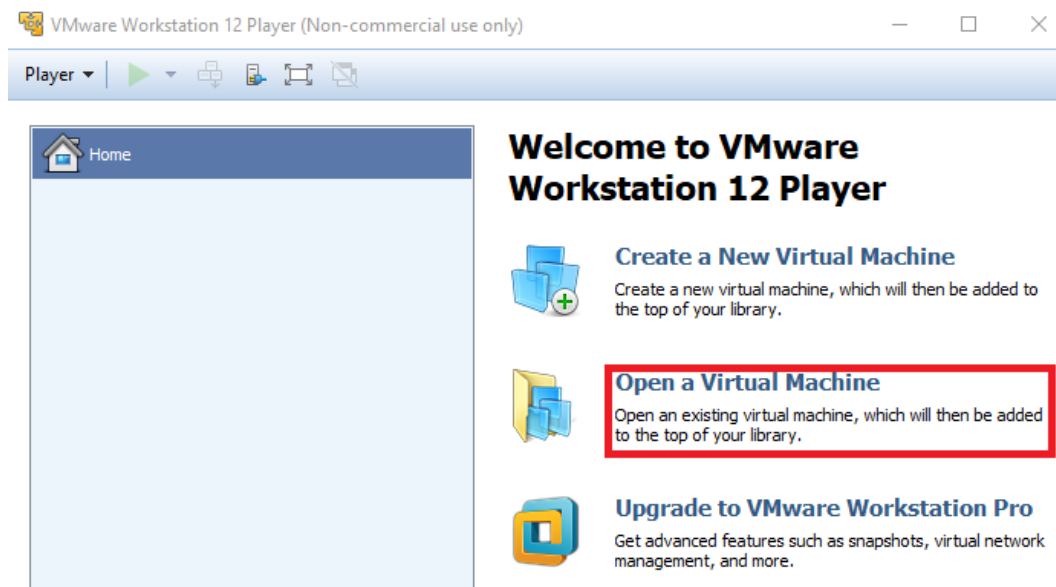 VMware Workstation 12 Player (Non-commercial use only)
Player
Home
Welcome to VMware
Workstation 12 Player
Create a New Virtual Machine
Create a new virtual machine, which will then be added to
the top of your library.
Open a Virtual Machine
Open an existing virtual machine, which will then be added
to the top of your library.
Upgrade to VMware Workstation Pro
Get advanced features such as snapshots, virtual network
management, and more.